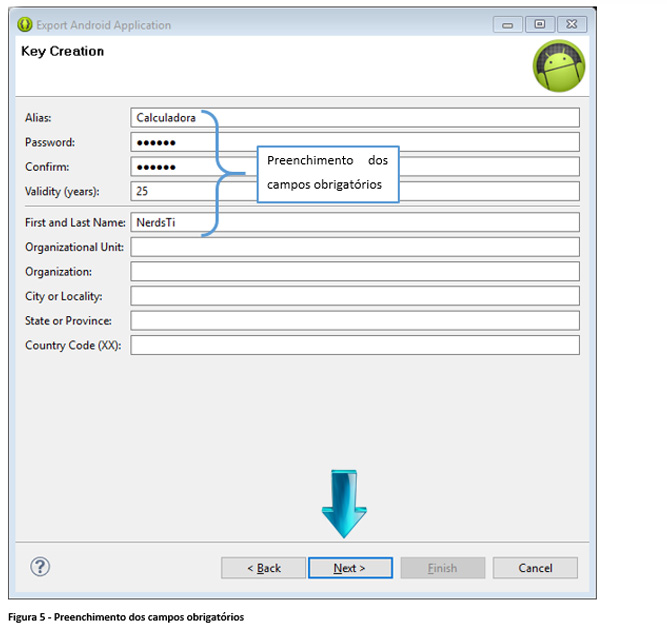 Export Android Application
Key Creation
Alias: Calculadora
Password: ••••••
Confirm: ••••••
Validity (years): 25
Preenchimento dos
campos obrigatórios
First and Last Name: NerdsTi
Organizational Unit:
Organization:
City or Locality:
State or Province:
Country Code (XX):
?
< Back Next > Finish Cancel
Figura 5 - Preenchimento dos campos obrigatórios